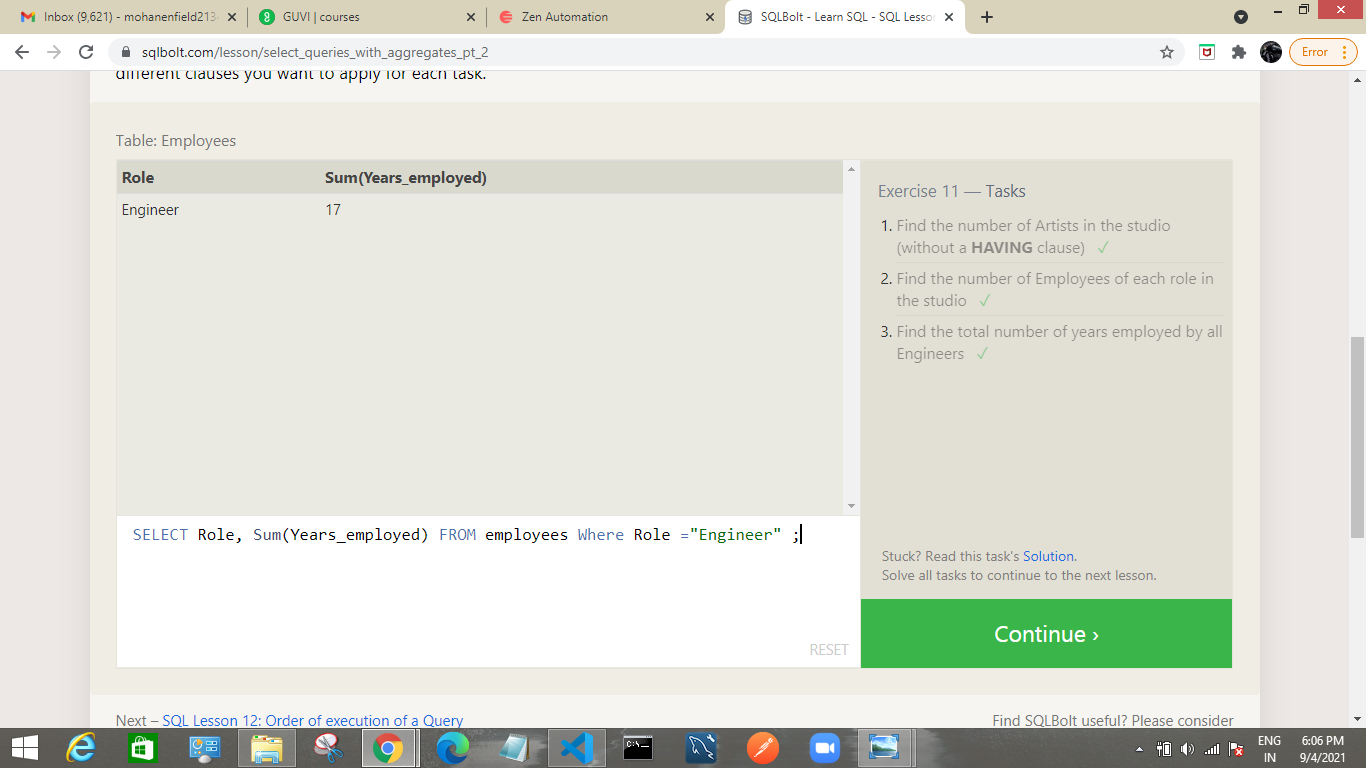 Inbox (9,621) - mohanenfield213
GUVI | courses
Zen Automation
SQLBolt - Learn SQL - SQL Lesso
sqlbolt.com/lesson/select_queries_with_aggregates_pt_2
Error
different clauses you want to apply for each task.
Table: Employees
Role Sum(Years_employed)
Engineer 17
Exercise 11 — Tasks
1. Find the number of Artists in the studio
(without a HAVING clause) ✓
2. Find the number of Employees of each role in
the studio ✓
3. Find the total number of years employed by all
Engineers ✓
SELECT Role, Sum(Years_employed) FROM employees Where Role ="Engineer" ;
RESET
Stuck? Read this task's Solution.
Solve all tasks to continue to the next lesson.
Continue ›
Next – SQL Lesson 12: Order of execution of a Query
Find SQLBolt useful? Please consider
ENG
IN
6:06 PM
9/4/2021